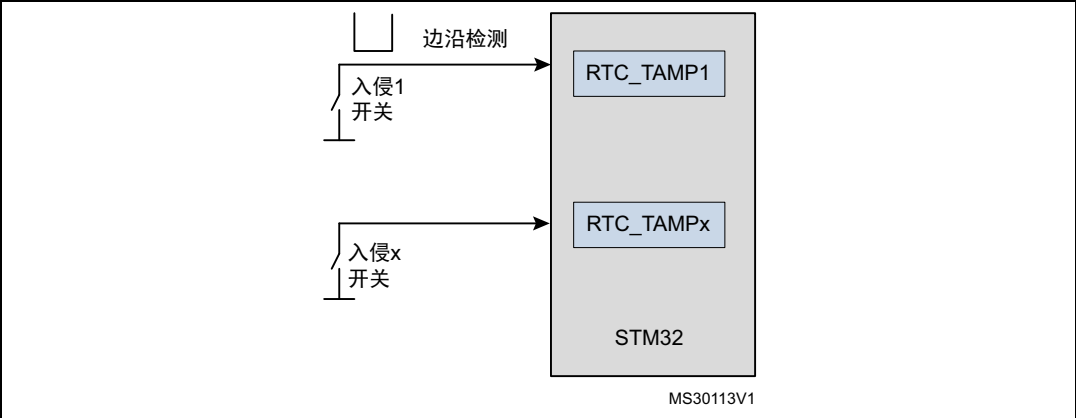 边沿检测
RTC_TAMP1
入侵1
开关
RTC_TAMPx
入侵x
开关
STM32
MS30113V1